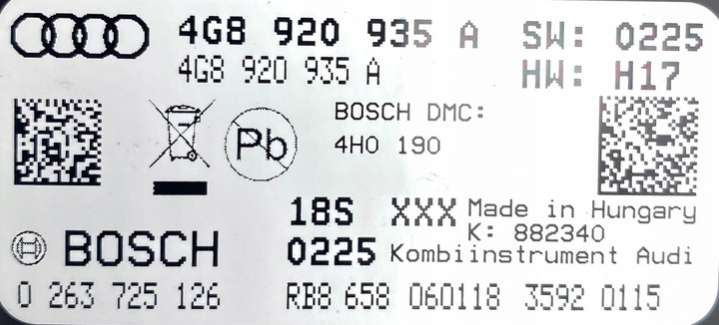 4G8 920 935 A SW: 0225
4G8 920 935 A HW: H17
BOSCH DMC:
4H0 190
Pb
18S XXX Made in Hungary
K: 882340
BOSCH 0225 Kombiinstrument Audi
0 263 725 126 RB8 658 060118 3592 0115